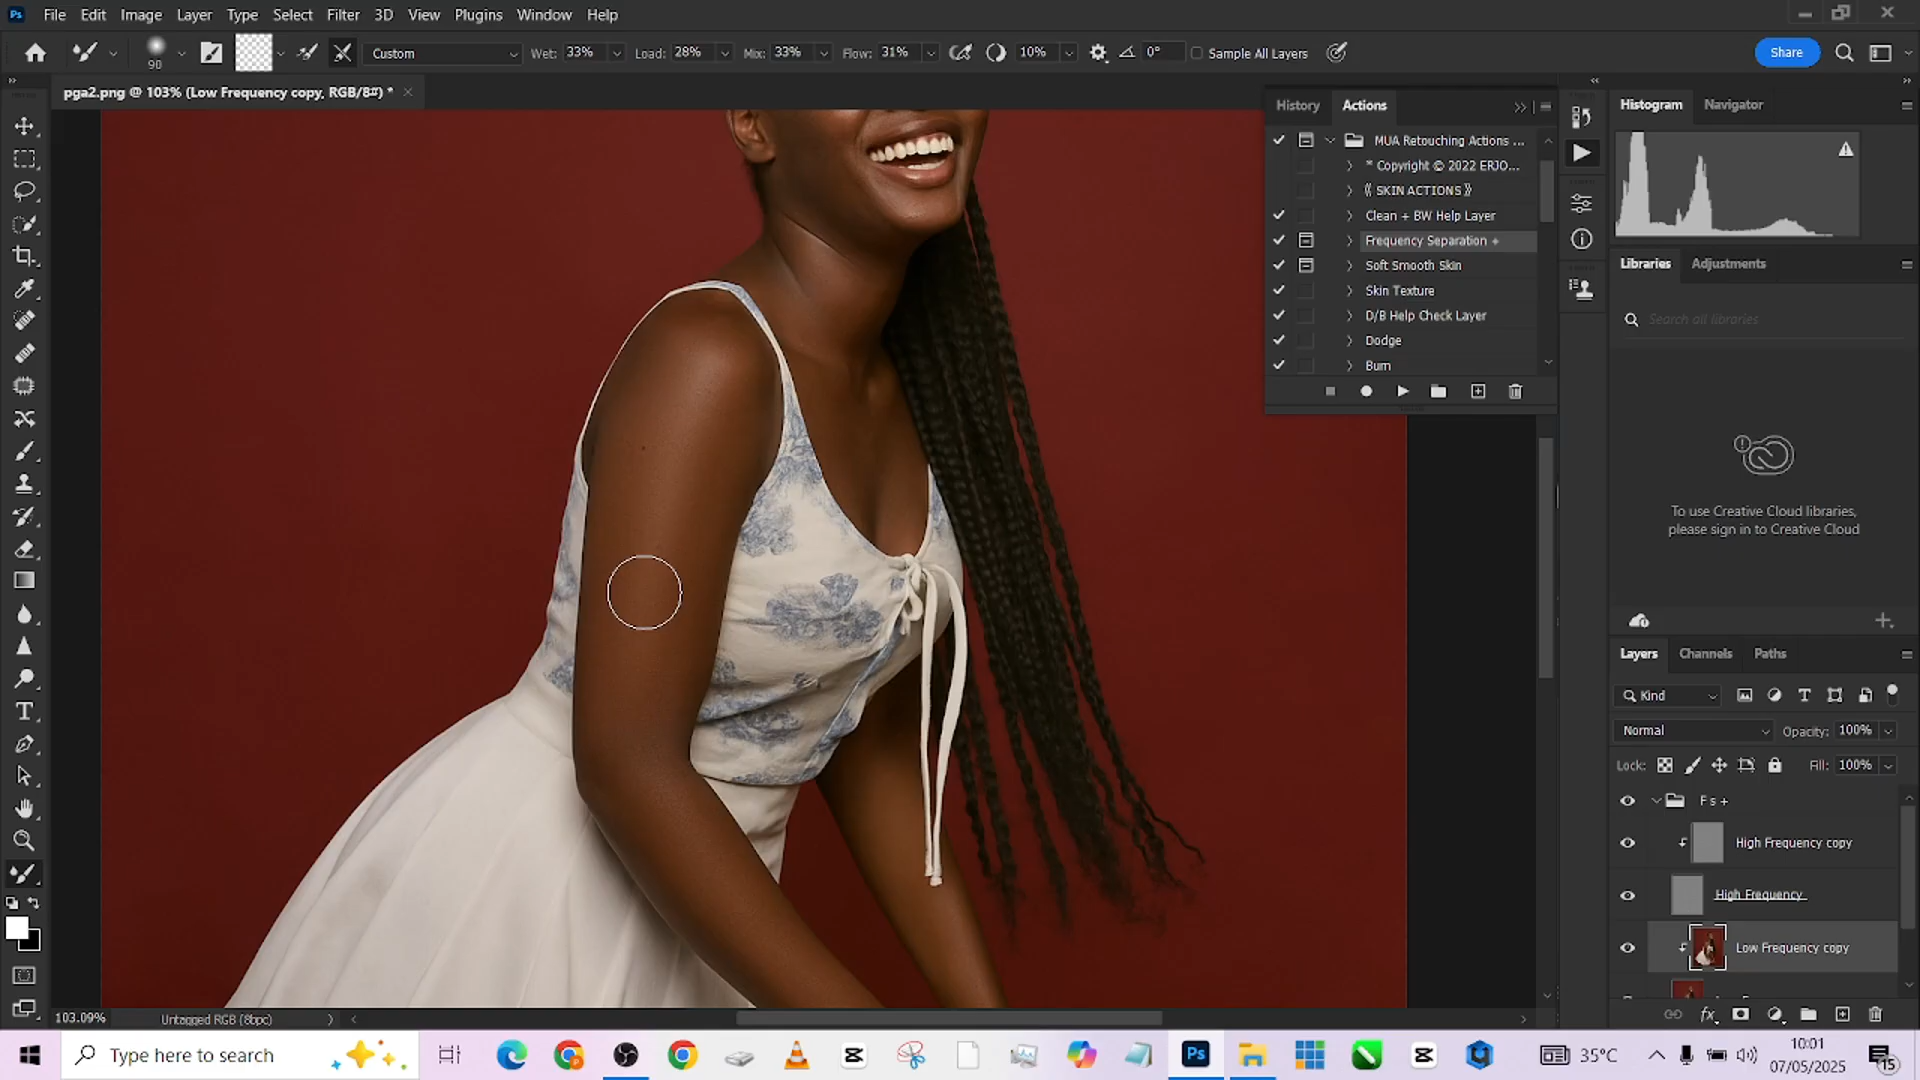 Ps File Edit Image Layer Type Select Filter 3D View Plugins Window Help
90 Custom Wet: 33% Load: 28% Mix: 33% Flow: 31% 10% 0° Sample All Layers Share
pga2.png @ 103% (Low Frequency copy, RGB/8#) *
History Actions
MUA Retouching Actions ...
* Copyright © 2022 ERJO...
⟪ SKIN ACTIONS ⟫
Clean + BW Help Layer
Frequency Separation +
Soft Smooth Skin
Skin Texture
D/B Help Check Layer
Dodge
Burn
Histogram Navigator
Libraries Adjustments
Search all libraries
To use Creative Cloud libraries,
please sign in to Creative Cloud
Layers Channels Paths
Kind
Normal Opacity: 100%
Lock: Fill: 100%
F s +
High Frequency copy
High Frequency
Low Frequency copy
103.09% Untagged RGB (8bpc)
Type here to search
Ps
35°C
10:01
07/05/2025
15